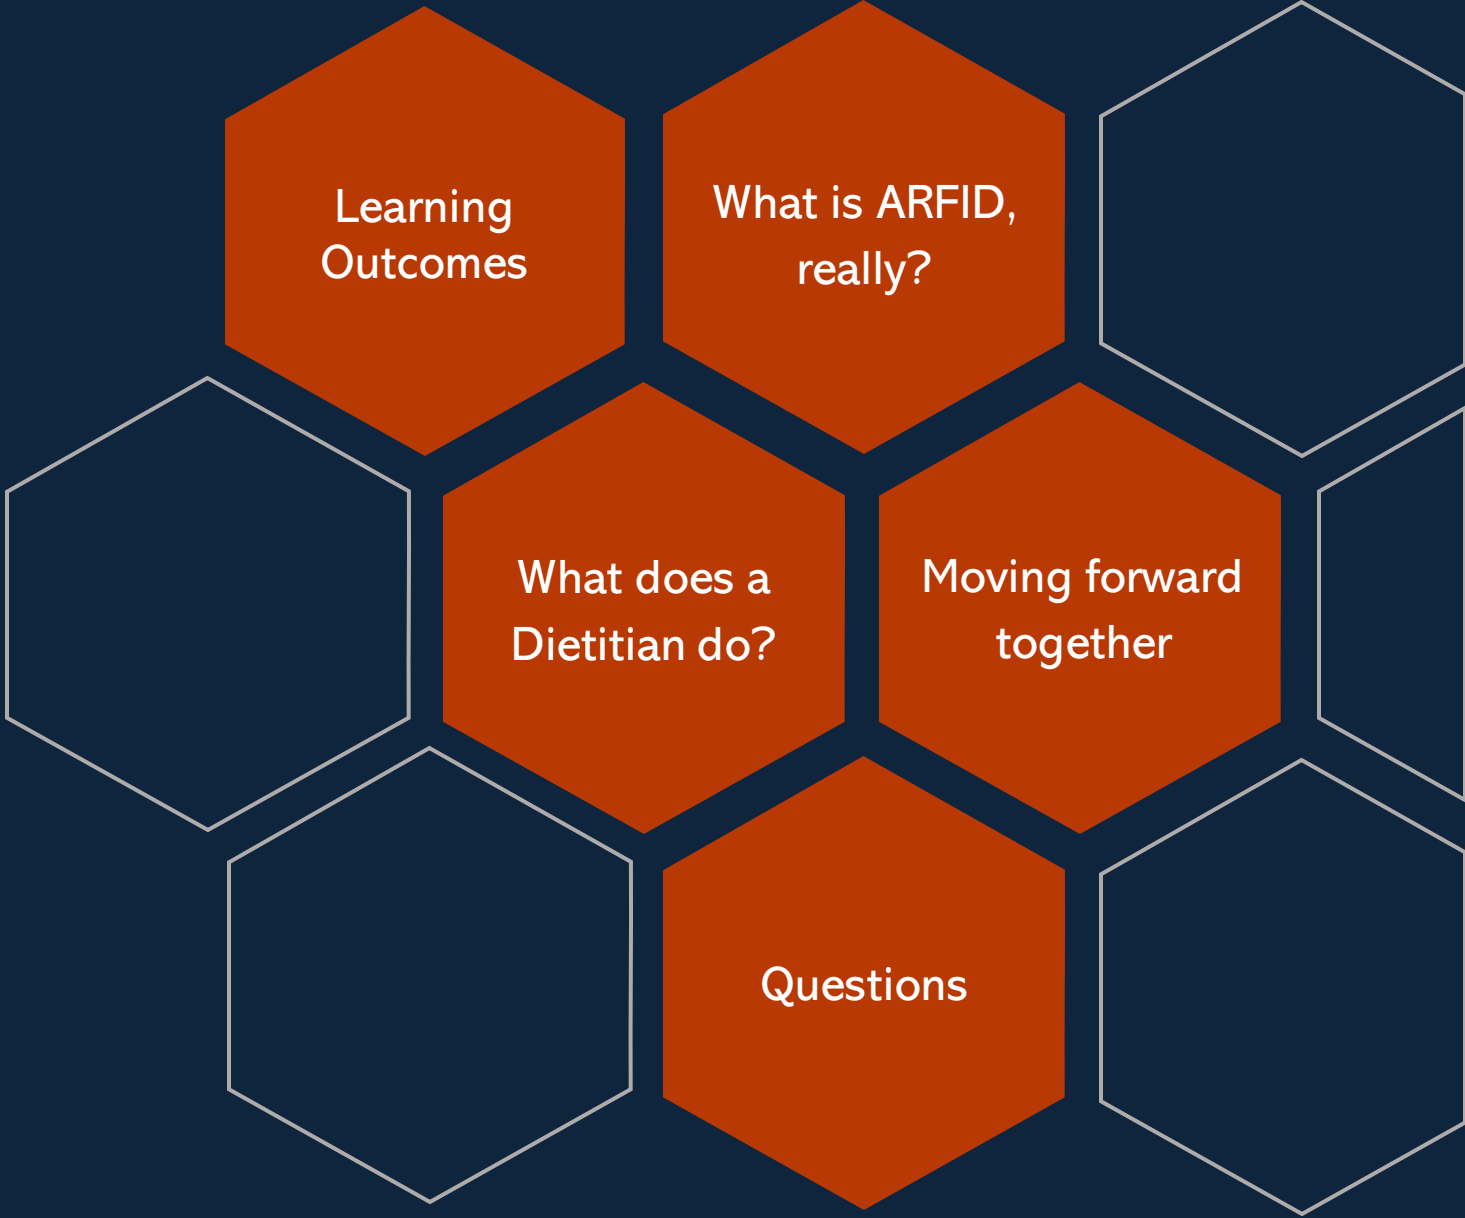 Learning
Outcomes
What is ARFID,
really?
What does a
Dietitian do?
Moving forward
together
Questions